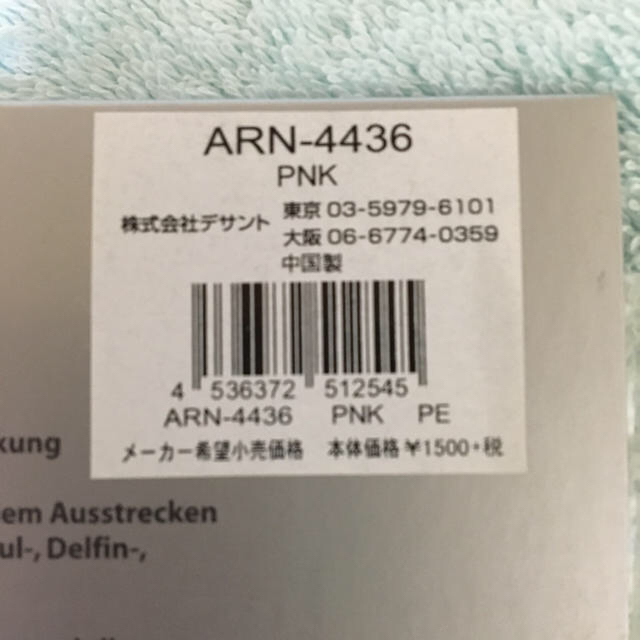 ARN-4436
PNK
株式会社デサント 東京 03-5979-6101
大阪 06-6774-0359
中国製
4 536372 512545
ARN-4436 PNK PE
メーカー希望小売価格 本体価格 ¥1500+税
kung
em Ausstrecken
ul-, Delfin-,